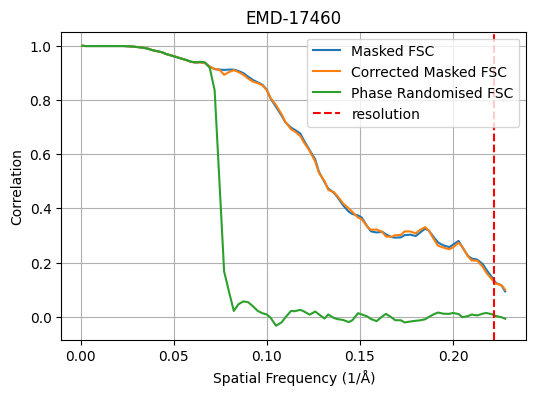 EMD-17460
1.0
0.8
0.6
0.4
0.2
0.0
Correlation
Masked FSC
Corrected Masked FSC
Phase Randomised FSC
resolution
0.00 0.05 0.10 0.15 0.20
Spatial Frequency (1/Å)